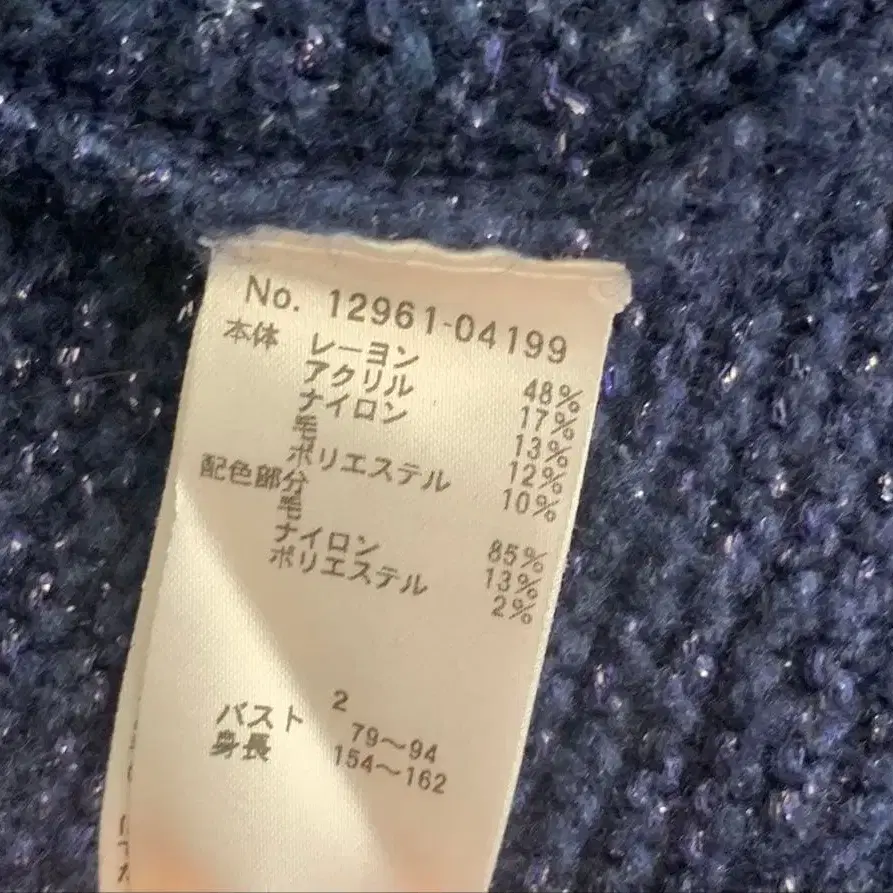 No. 12961-04199
本体 レーヨン 48%
アクリル 17%
ナイロン 13%
毛 12%
ポリエステル 10%
配色部分
毛 85%
ナイロン 13%
ポリエステル 2%
2
バスト 79～94
身長 154～162